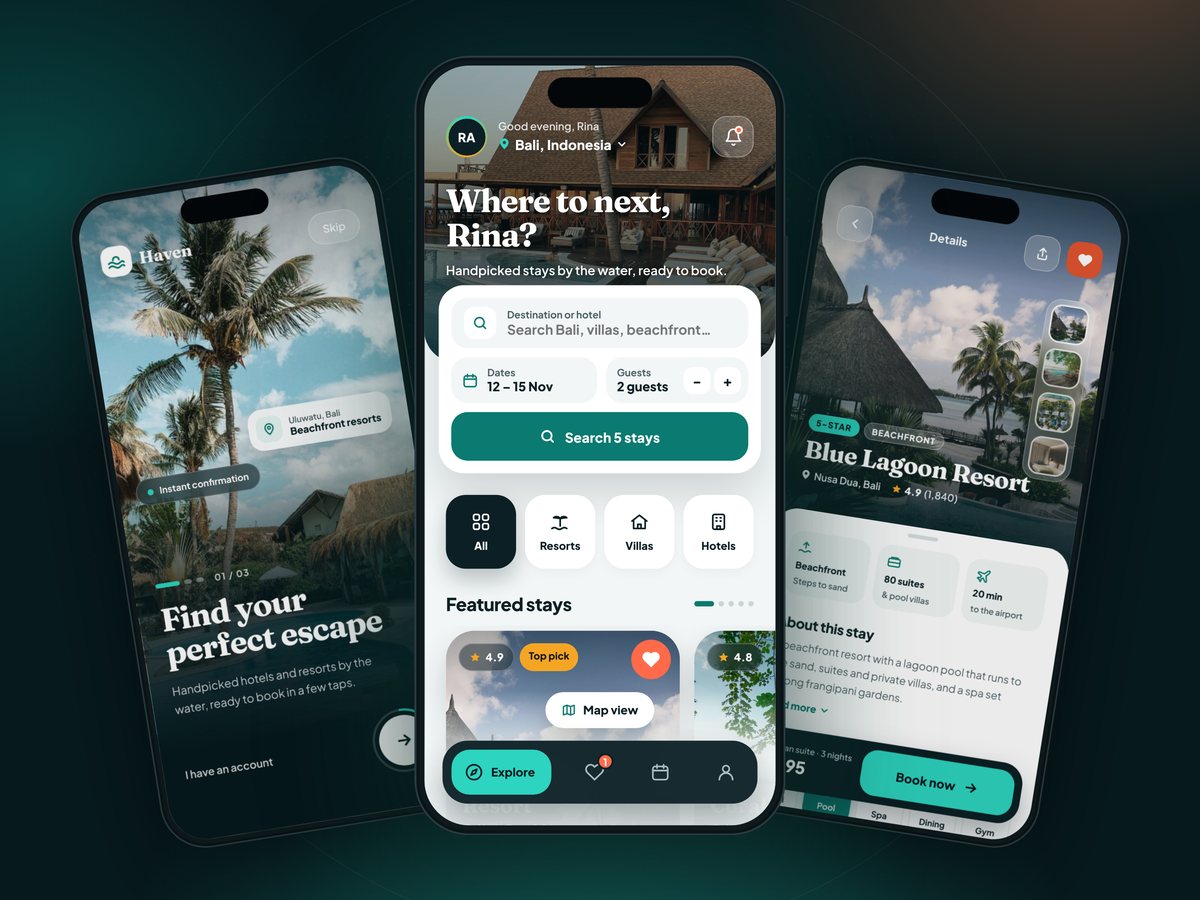 Haven
Skip
Uluwatu, Bali
Beachfront resorts
Instant confirmation
01 / 03
Find your
perfect escape
Handpicked hotels and resorts by the
water, ready to book in a few taps.
I have an account
RA
Good evening, Rina
Bali, Indonesia
Where to next,
Rina?
Handpicked stays by the water, ready to book.
Destination or hotel
Search Bali, villas, beachfront…
Dates
12 – 15 Nov
Guests
2 guests
−
+
Search 5 stays
All
Resorts
Villas
Hotels
Featured stays
4.9
Top pick
4.8
Map view
Explore
1
Details
5-STAR
BEACHFRONT
Blue Lagoon Resort
Nusa Dua, Bali
4.9 (1,840)
Beachfront
Steps to sand
80 suites
& pool villas
20 min
to the airport
bout this stay
beachfront resort with a lagoon pool that runs to
sand, suites and private villas, and a spa set
ong frangipani gardens.
d more
an suite · 3 nights
95
Book now
Pool
Spa
Dining
Gym